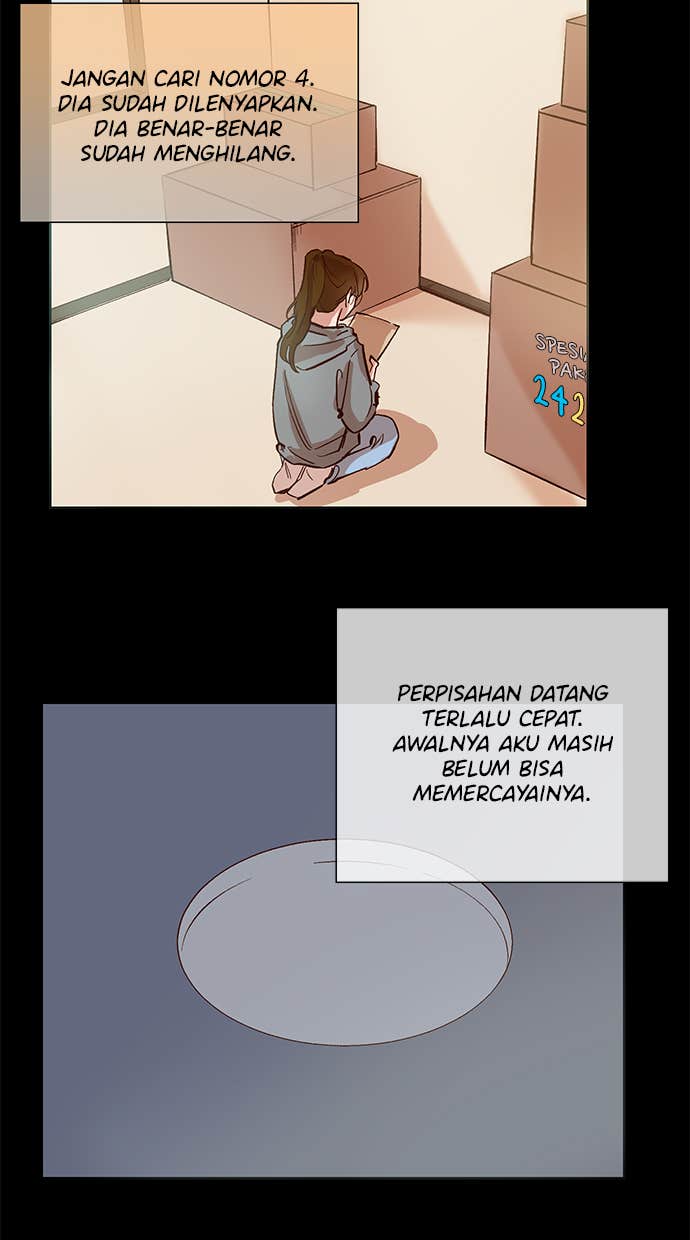 JANGAN CARI NOMOR 4.
DIA SUDAH DILENYAPKAN.
DIA BENAR-BENAR
SUDAH MENGHILANG.
242
PERPISAHAN DATANG
TERLALU CEPAT.
AWALNYA AKU MASIH
BELUM BISA
MEMERCAYAINYA.